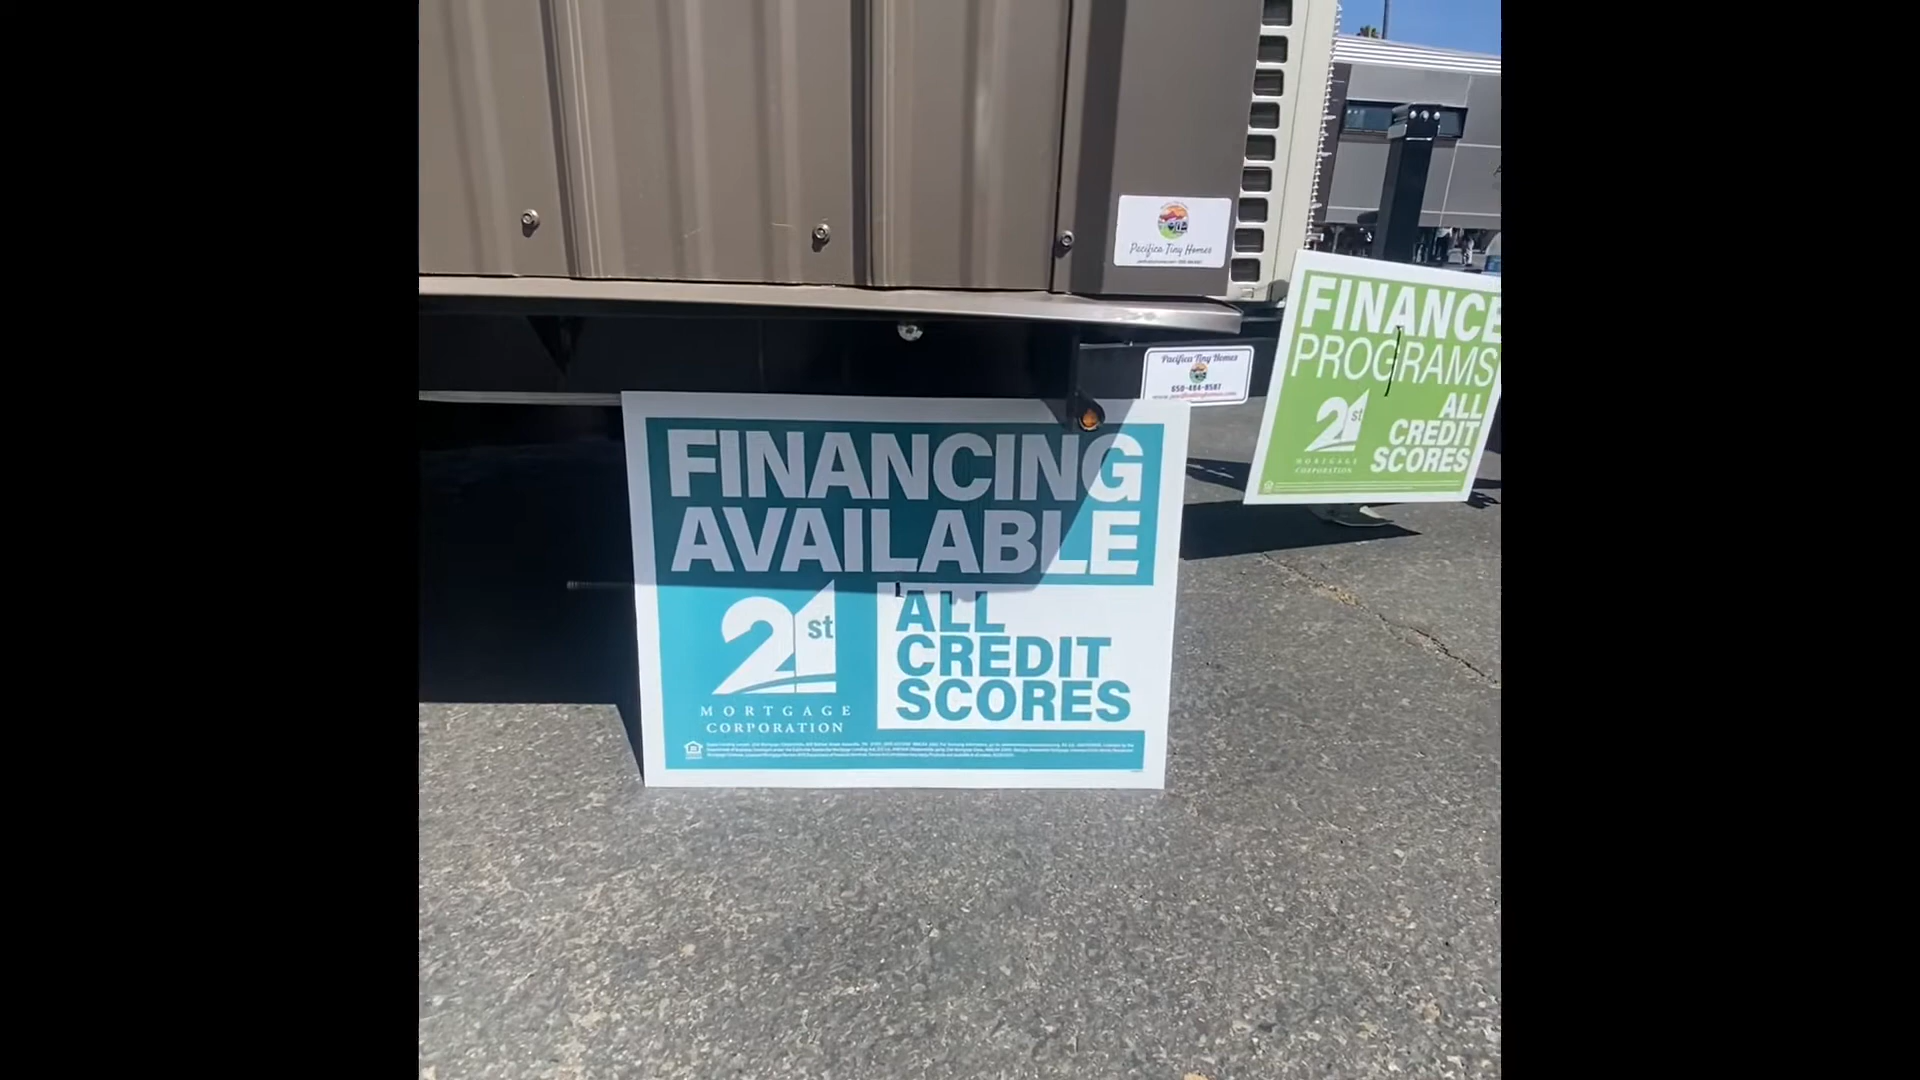 Pacifica Tiny Homes
Pacifica Tiny Homes
650-484-8587
FINANCING
AVAILABLE
21st
MORTGAGE
CORPORATION
ALL
CREDIT
SCORES
FINANCE
PROGRAMS
21st
MORTGAGE
CORPORATION
ALL
CREDIT
SCORES